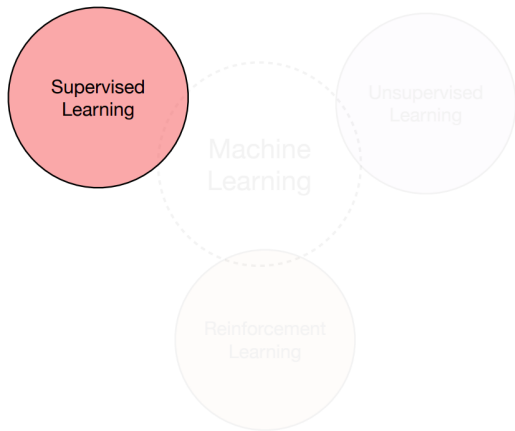 Supervised
Learning
Unsupervised
Learning
Machine
Learning
Reinforcement
Learning